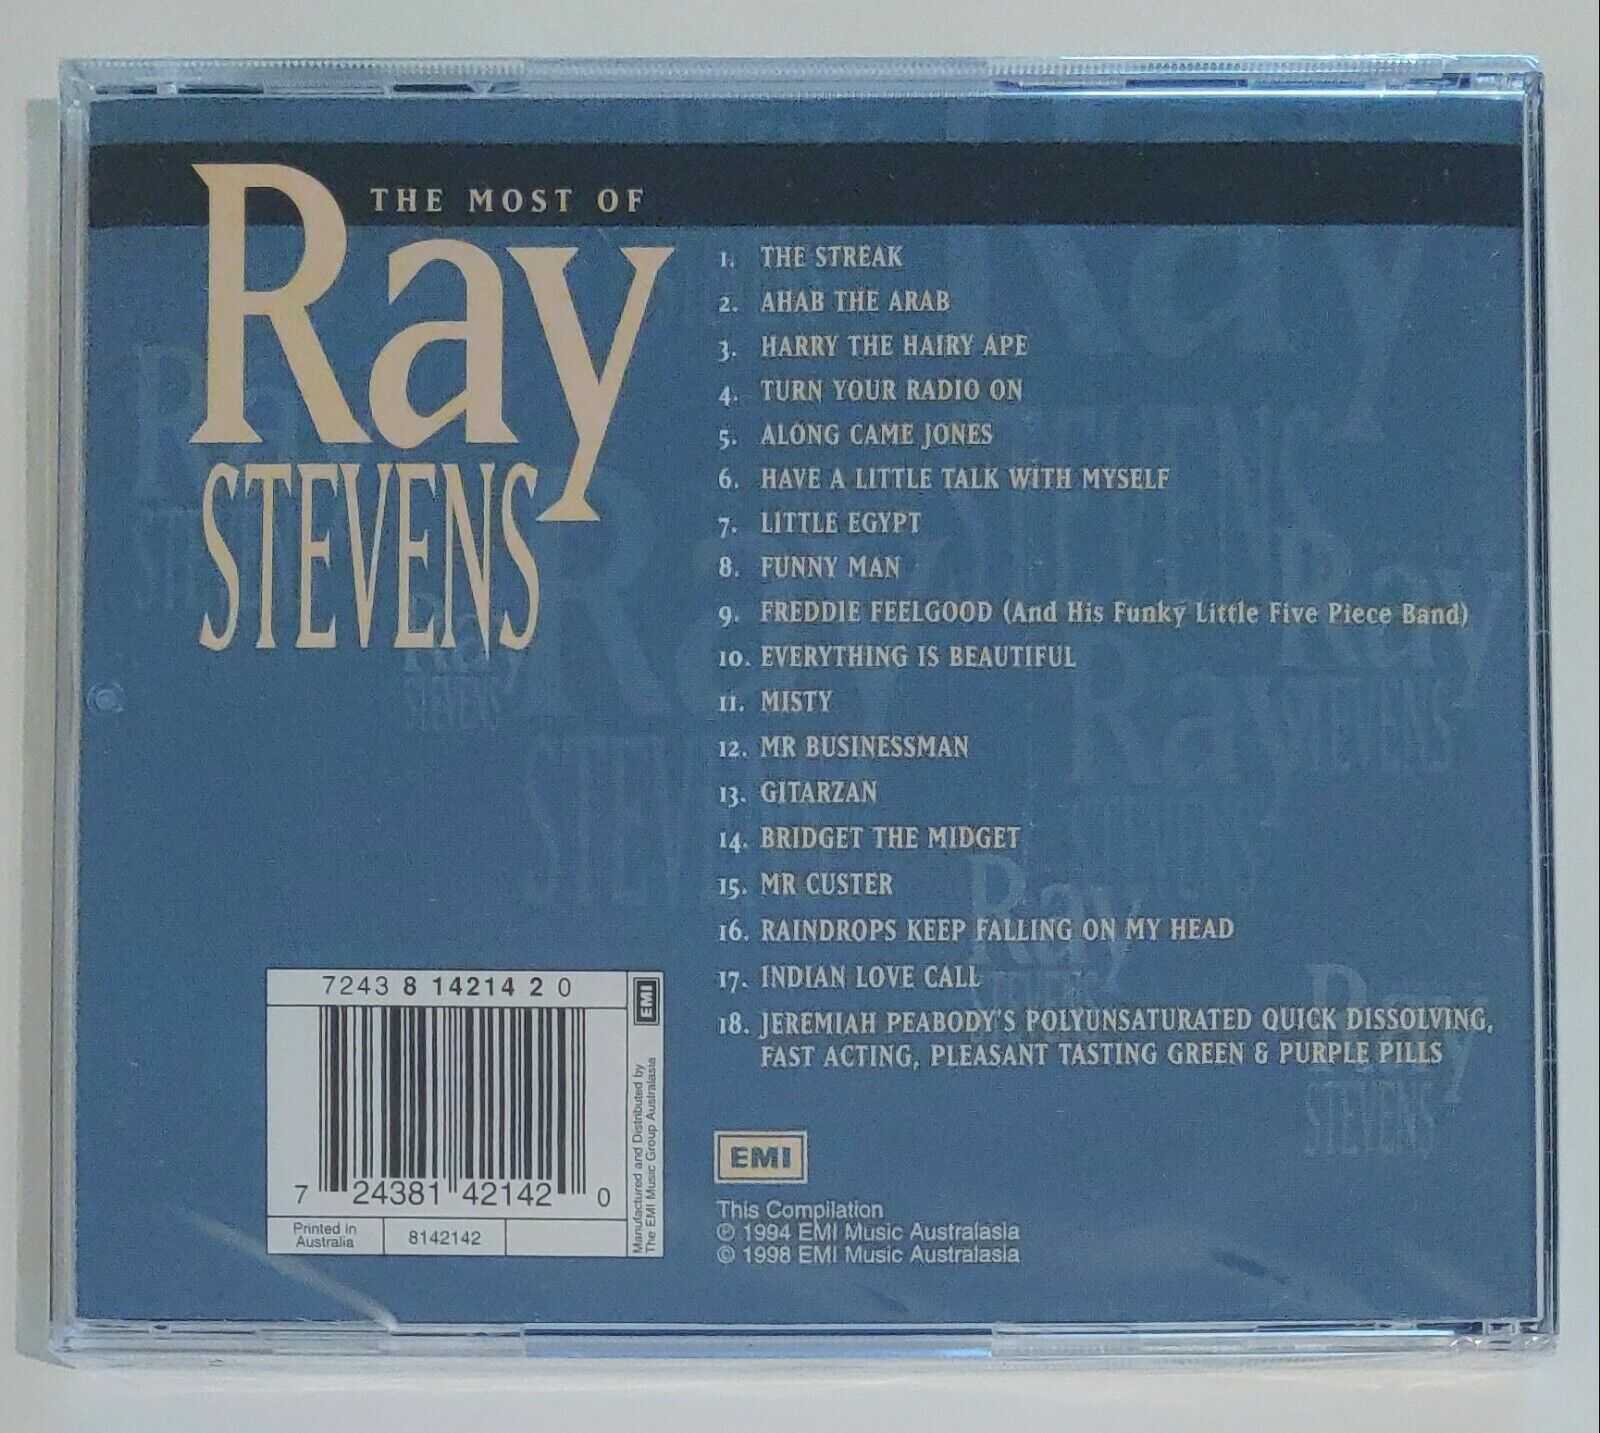 THE MOST OF
Ray
STEVENS
1. THE STREAK
2. AHAB THE ARAB
3. HARRY THE HAIRY APE
4. TURN YOUR RADIO ON
5. ALONG CAME JONES
6. HAVE A LITTLE TALK WITH MYSELF
7. LITTLE EGYPT
8. FUNNY MAN
9. FREDDIE FEELGOOD (And His Funky Little Five Piece Band)
10. EVERYTHING IS BEAUTIFUL
11. MISTY
12. MR BUSINESSMAN
13. GITARZAN
14. BRIDGET THE MIDGET
15. MR CUSTER
16. RAINDROPS KEEP FALLING ON MY HEAD
17. INDIAN LOVE CALL
18. JEREMIAH PEABODY'S POLYUNSATURATED QUICK DISSOLVING,
FAST ACTING, PLEASANT TASTING GREEN & PURPLE PILLS
7243 8 14214 2 0
EMI
Manufactured and Distributed by
The EMI Music Group Australasia
7 24381 42142 0
Printed in
Australia
8142142
EMI
This Compilation
℗ 1994 EMI Music Australasia
© 1998 EMI Music Australasia